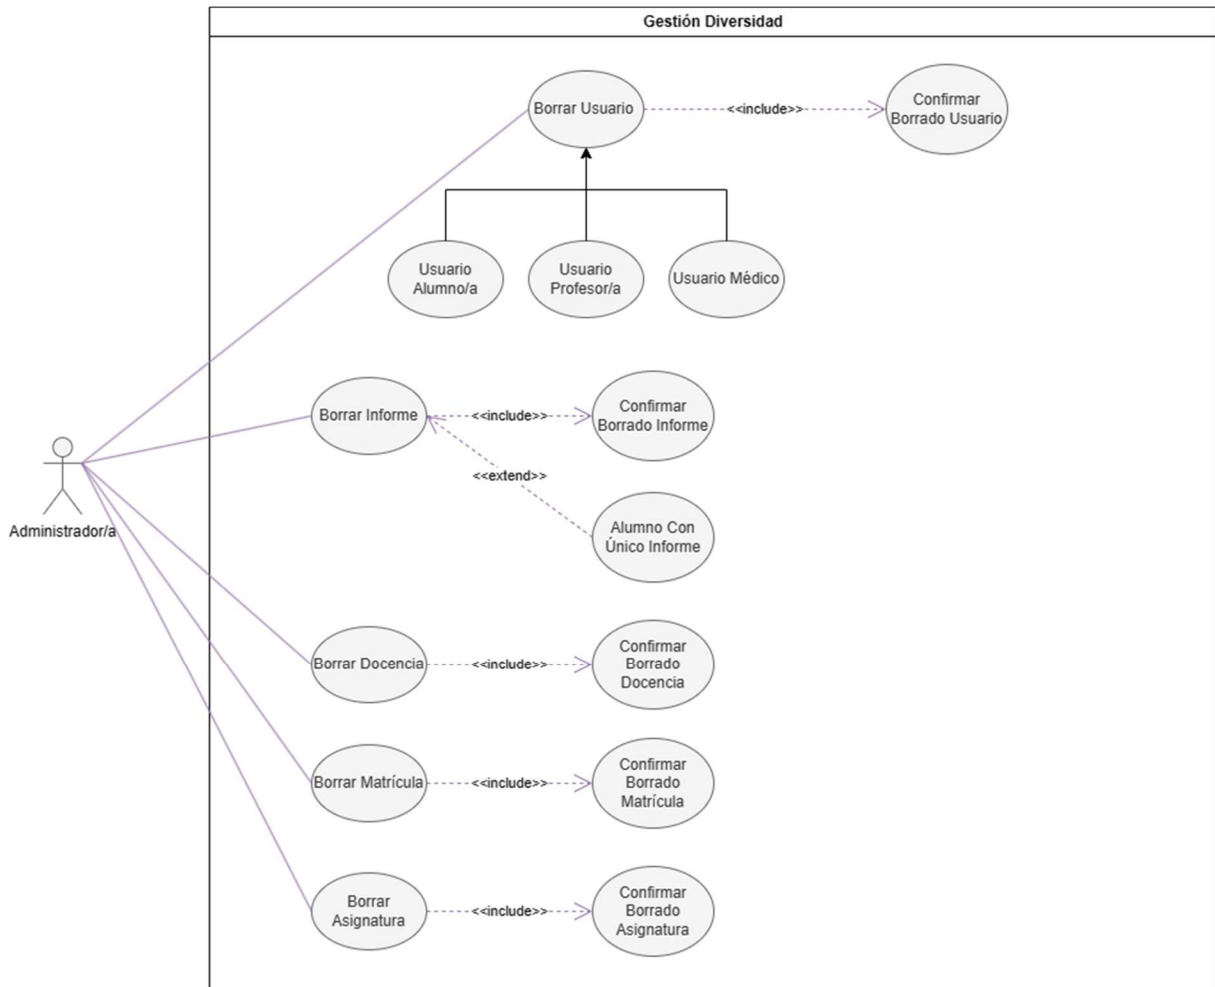 Gestión Diversidad
Borrar Usuario
<<include>>
Confirmar
Borrado Usuario
Usuario
Alumno/a
Usuario
Profesor/a
Usuario Médico
Borrar Informe
<<include>>
Confirmar
Borrado Informe
<<extend>>
Alumno Con
Único Informe
Administrador/a
Borrar Docencia
<<include>>
Confirmar
Borrado
Docencia
Borrar Matrícula
<<include>>
Confirmar
Borrado
Matrícula
Borrar
Asignatura
<<include>>
Confirmar
Borrado
Asignatura